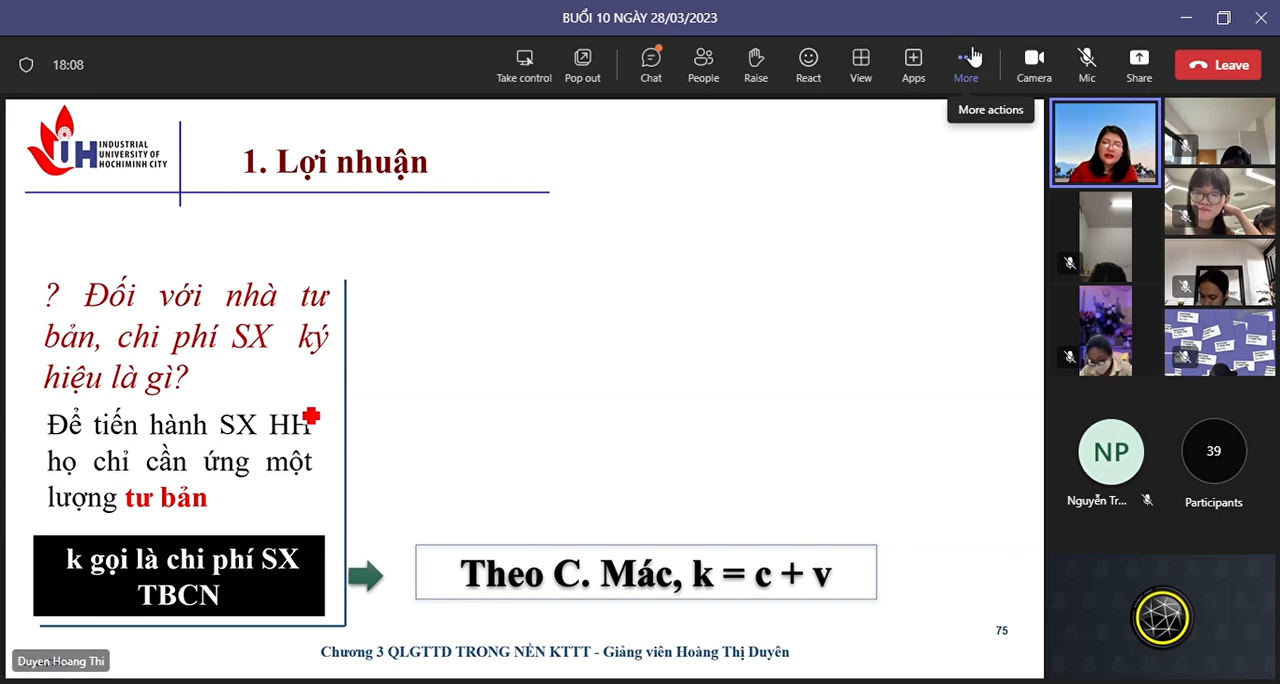 BUỔI 10 NGÀY 28/03/2023
18:08
Take control
Pop out
Chat
People
Raise
React
View
Apps
More
Camera
Mic
Share
Leave
More actions
IUH
INDUSTRIAL
UNIVERSITY OF
HOCHIMINH CITY
1. Lợi nhuận
? Đối với nhà tư
bản, chi phí SX ký
hiệu là gì?
Để tiến hành SX HH
họ chỉ cần ứng một
lượng tư bản
k gọi là chi phí SX
TBCN
Theo C. Mác, k = c + v
75
Chương 3 QLGTTD TRONG NỀN KTTT - Giảng viên Hoàng Thị Duyên
Duyen Hoang Thi
NP
Nguyễn Tr...
39
Participants